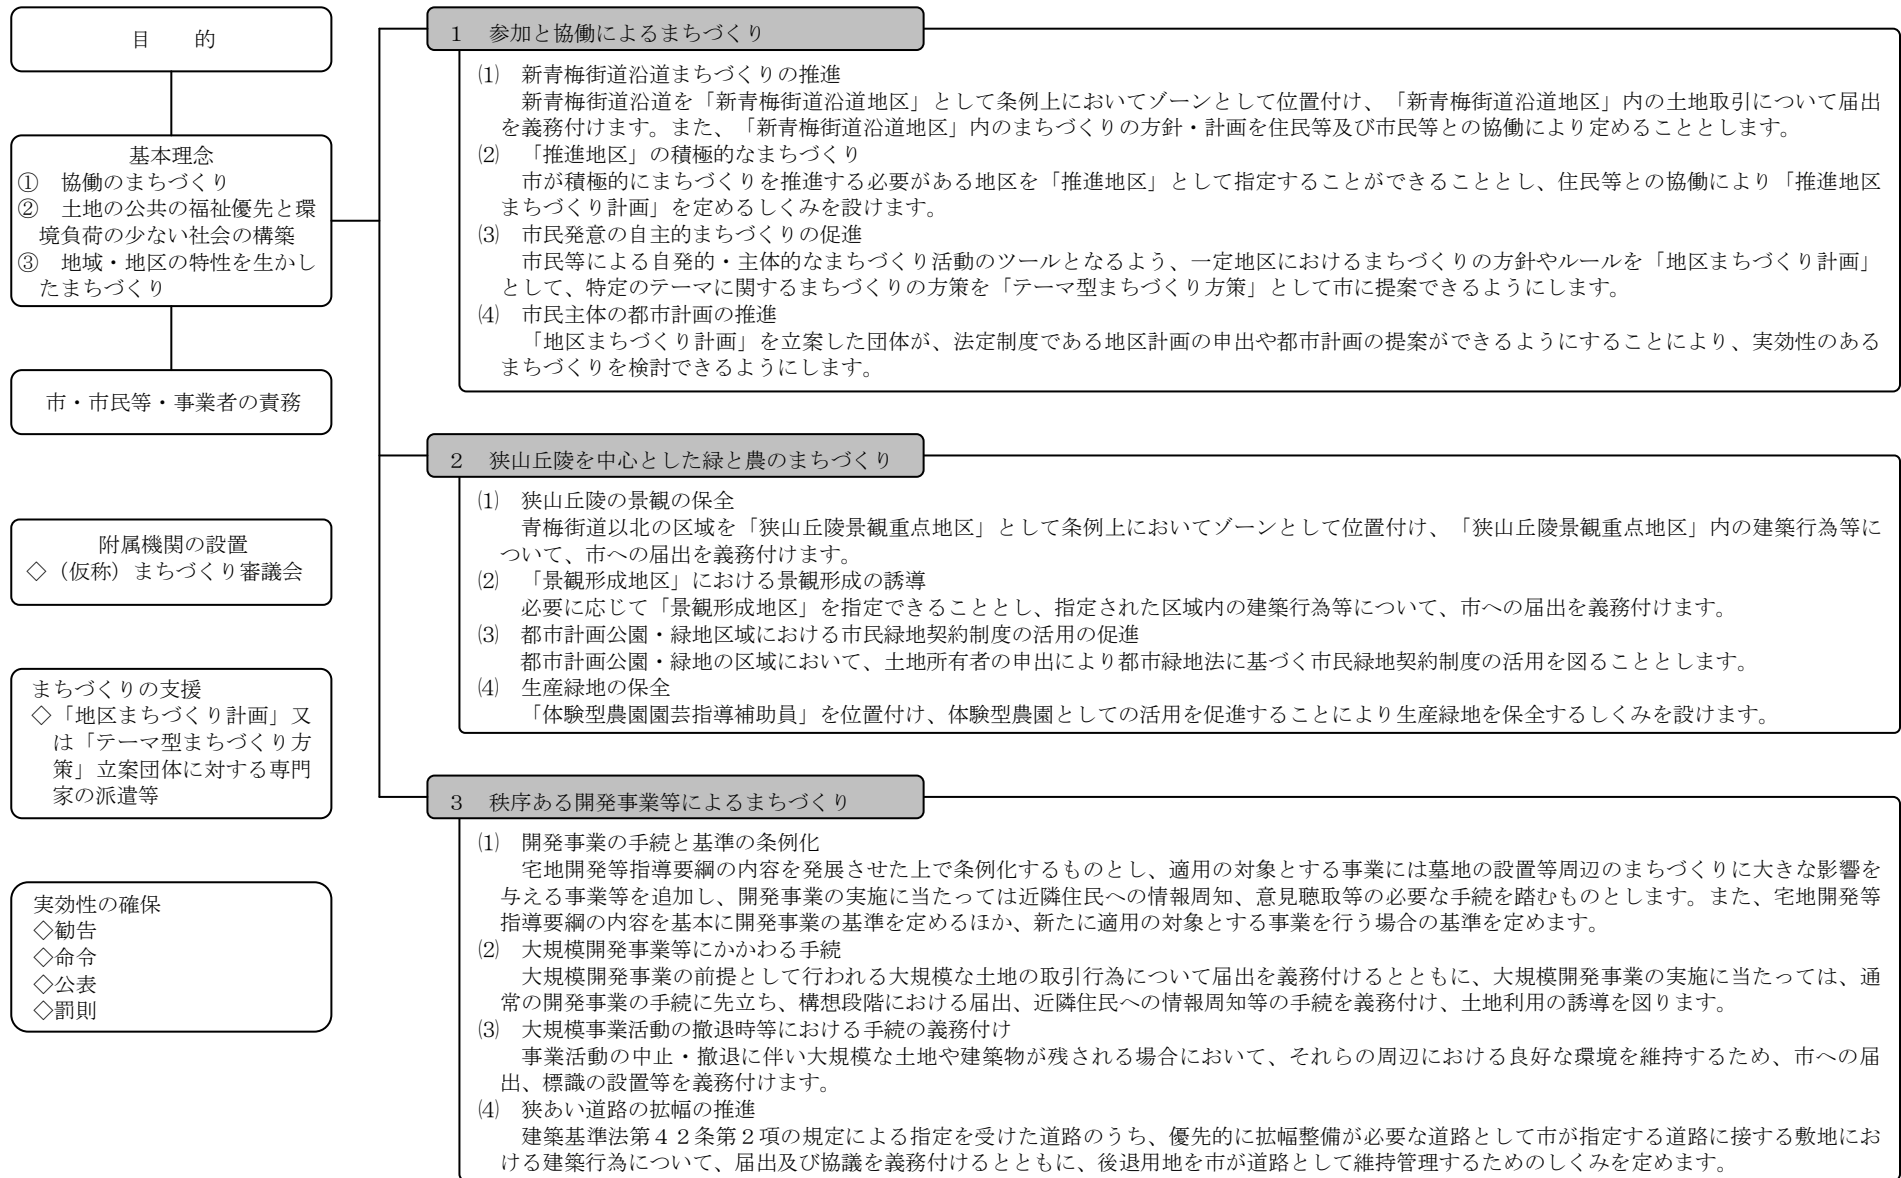 目　的
基本理念
①　協働のまちづくり
②　土地の公共の福祉優先と環
境負荷の少ない社会の構築
③　地域・地区の特性を生かし
たまちづくり
市・市民等・事業者の責務
附属機関の設置
◇（仮称）まちづくり審議会
まちづくりの支援
◇「地区まちづくり計画」又
は「テーマ型まちづくり方
策」立案団体に対する専門
家の派遣等
実効性の確保
◇勧告
◇命令
◇公表
◇罰則
１　参加と協働によるまちづくり
⑴　新青梅街道沿道まちづくりの推進
新青梅街道沿道を「新青梅街道沿道地区」として条例上においてゾーンとして位置付け、「新青梅街道沿道地区」内の土地取引について届出
を義務付けます。また、「新青梅街道沿道地区」内のまちづくりの方針・計画を住民等及び市民等との協働により定めることとします。
⑵　「推進地区」の積極的なまちづくり
市が積極的にまちづくりを推進する必要がある地区を「推進地区」として指定することができることとし、住民等との協働により「推進地区
まちづくり計画」を定めるしくみを設けます。
⑶　市民発意の自主的まちづくりの促進
市民等による自発的・主体的なまちづくり活動のツールとなるよう、一定地区におけるまちづくりの方針やルールを「地区まちづくり計画」
として、特定のテーマに関するまちづくりの方策を「テーマ型まちづくり方策」として市に提案できるようにします。
⑷　市民主体の都市計画の推進
「地区まちづくり計画」を立案した団体が、法定制度である地区計画の申出や都市計画の提案ができるようにすることにより、実効性のある
まちづくりを検討できるようにします。
２　狭山丘陵を中心とした緑と農のまちづくり
⑴　狭山丘陵の景観の保全
青梅街道以北の区域を「狭山丘陵景観重点地区」として条例上においてゾーンとして位置付け、「狭山丘陵景観重点地区」内の建築行為等に
ついて、市への届出を義務付けます。
⑵　「景観形成地区」における景観形成の誘導
必要に応じて「景観形成地区」を指定できることとし、指定された区域内の建築行為等について、市への届出を義務付けます。
⑶　都市計画公園・緑地区域における市民緑地契約制度の活用の促進
都市計画公園・緑地の区域において、土地所有者の申出により都市緑地法に基づく市民緑地契約制度の活用を図ることとします。
⑷　生産緑地の保全
「体験型農園園芸指導補助員」を位置付け、体験型農園としての活用を促進することにより生産緑地を保全するしくみを設けます。
３　秩序ある開発事業等によるまちづくり
⑴　開発事業の手続と基準の条例化
宅地開発等指導要綱の内容を発展させた上で条例化するものとし、適用の対象とする事業には墓地の設置等周辺のまちづくりに大きな影響を
与える事業等を追加し、開発事業の実施に当たっては近隣住民への情報周知、意見聴取等の必要な手続を踏むものとします。また、宅地開発等
指導要綱の内容を基本に開発事業の基準を定めるほか、新たに適用の対象とする事業を行う場合の基準を定めます。
⑵　大規模開発事業等にかかわる手続
大規模開発事業の前提として行われる大規模な土地の取引行為について届出を義務付けるとともに、大規模開発事業の実施に当たっては、通
常の開発事業の手続に先立ち、構想段階における届出、近隣住民への情報周知等の手続を義務付け、土地利用の誘導を図ります。
⑶　大規模事業活動の撤退時等における手続の義務付け
事業活動の中止・撤退に伴い大規模な土地や建築物が残される場合において、それらの周辺における良好な環境を維持するため、市への届
出、標識の設置等を義務付けます。
⑷　狭あい道路の拡幅の推進
建築基準法第４２条第２項の規定による指定を受けた道路のうち、優先的に拡幅整備が必要な道路として市が指定する道路に接する敷地にお
ける建築行為について、届出及び協議を義務付けるとともに、後退用地を市が道路として維持管理するためのしくみを定めます。